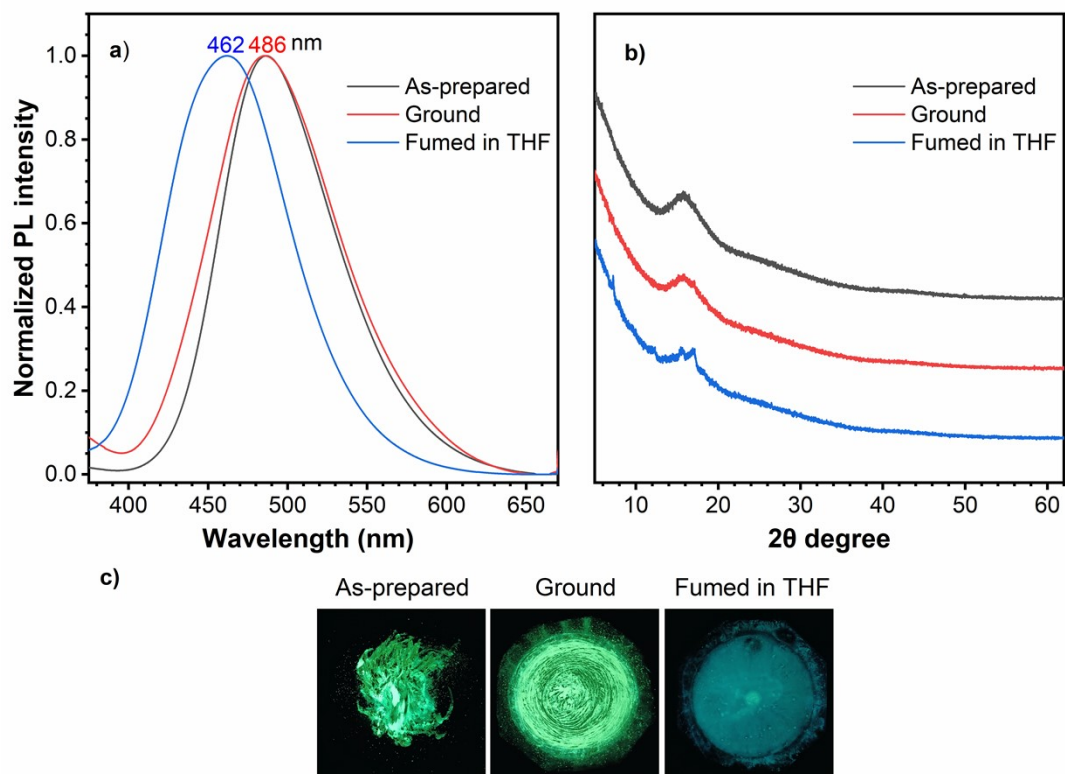 a)
462 486 nm
As-prepared
Ground
Fumed in THF
1.0
0.8
0.6
0.4
0.2
0.0
Normalized PL intensity
400 450 500 550 600 650
Wavelength (nm)
b)
As-prepared
Ground
Fumed in THF
10 20 30 40 50 60
2θ degree
c)
As-prepared Ground Fumed in THF